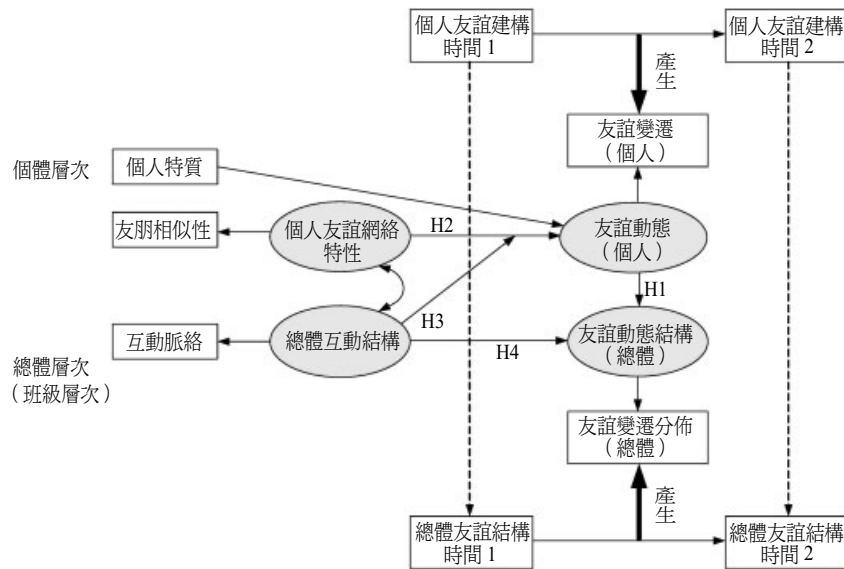 個人友誼建構
時間 1
個人友誼建構
時間 2
產生
友誼變遷
（個人）
個體層次
個人特質
友朋相似性
個人友誼網絡
特性
H2
友誼動態
（個人）
H1
H3
互動脈絡
總體互動結構
H4
友誼動態結構
（總體）
總體層次
（班級層次）
友誼變遷分佈
（總體）
產生
總體友誼結構
時間 1
總體友誼結構
時間 2